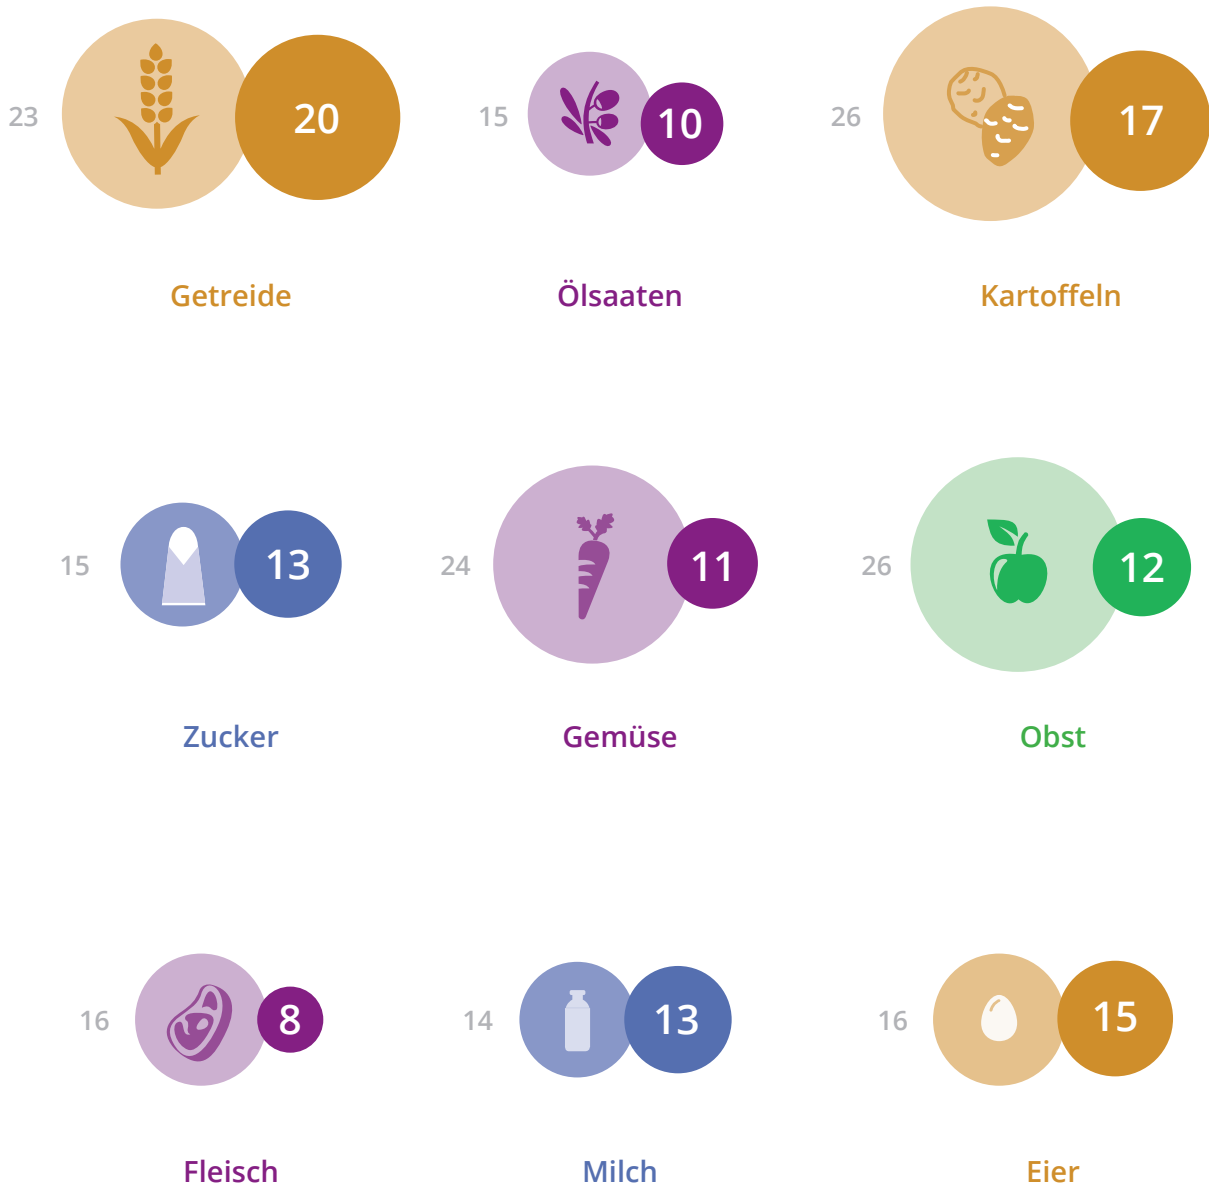 23 20 15 10 26 17
Getreide Ölsaaten Kartoffeln
15 13 24 11 26 12
Zucker Gemüse Obst
16 8 14 13 16 15
Fleisch Milch Eier